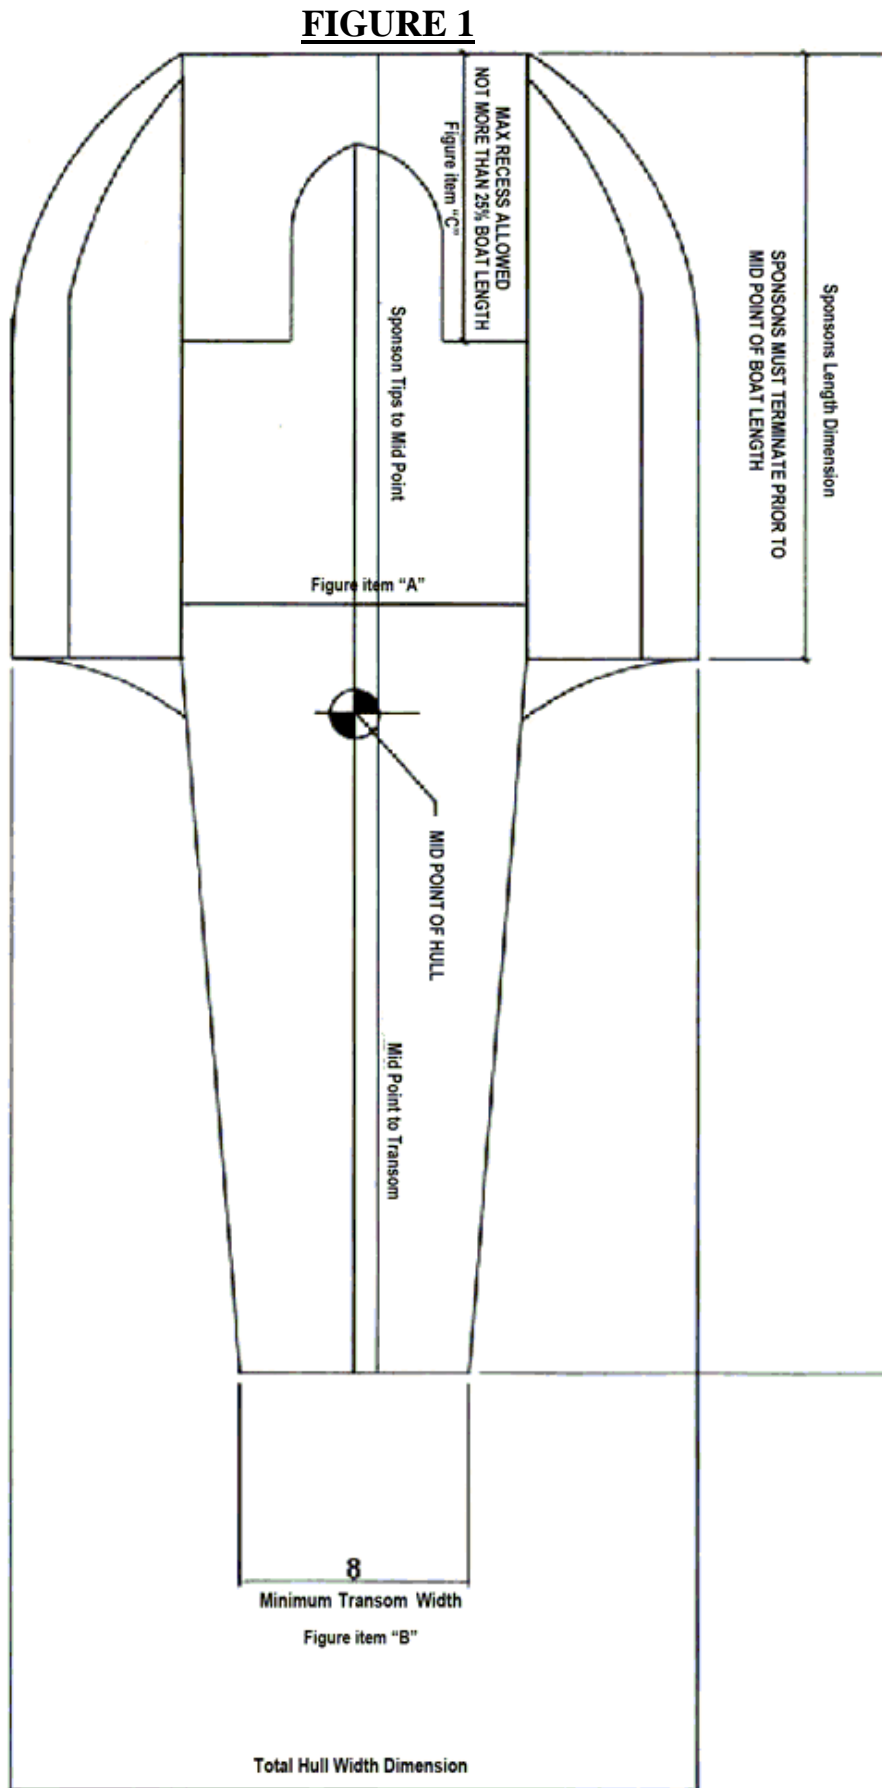 FIGURE 1
MAX RECESS ALLOWED
NOT MORE THAN 25% BOAT LENGTH
Figure item "C"
Sponsons Length Dimension
SPONSONS MUST TERMINATE PRIOR TO
MID POINT OF BOAT LENGTH
Sponson Tips to Mid Point
Figure item “A”
MID POINT OF HULL
Mid Point to Transom
8
Minimum Transom Width
Figure item “B”
Total Hull Width Dimension